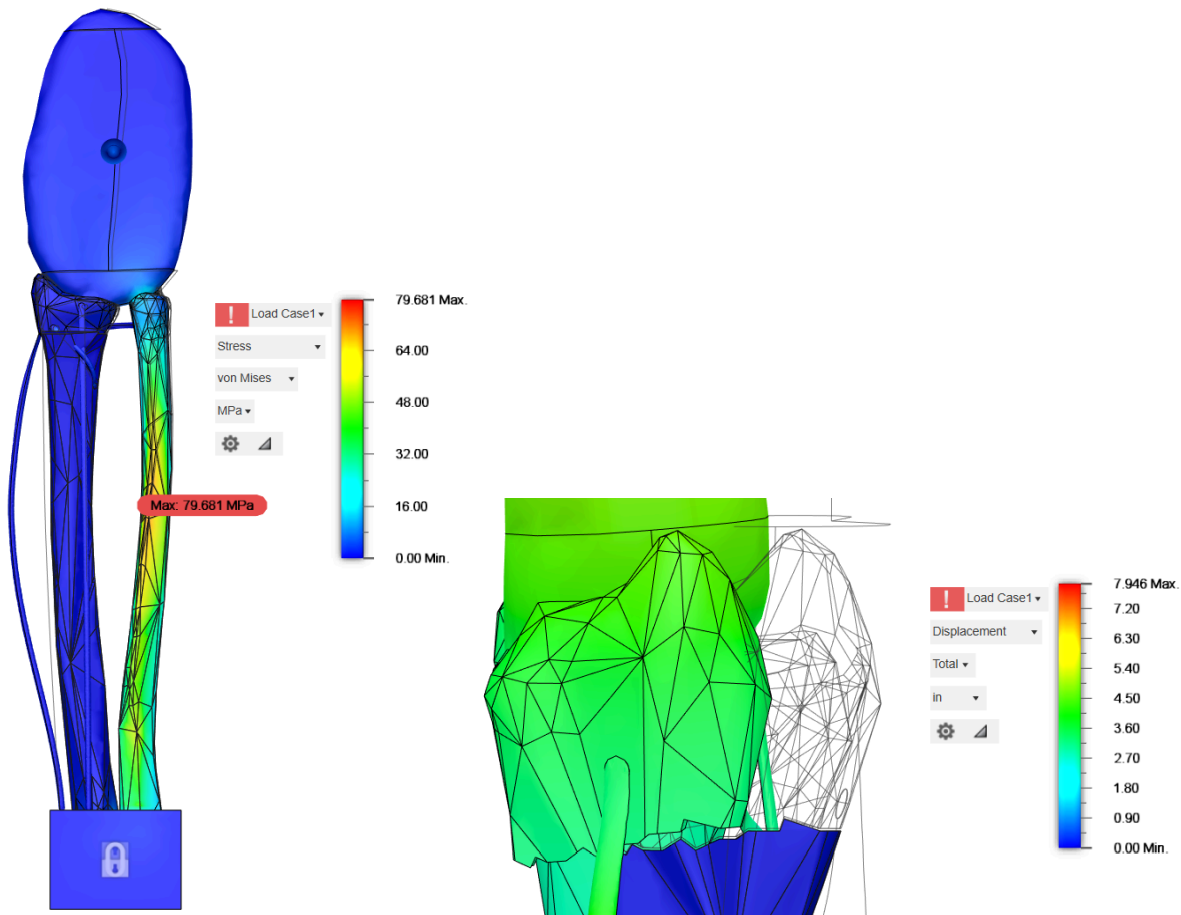 Load Case1
Stress
von Mises
MPa
79.681 Max.
64.00
48.00
32.00
16.00
0.00 Min.
Max: 79.681 MPa
Load Case1
Displacement
Total
in
7.946 Max.
7.20
6.30
5.40
4.50
3.60
2.70
1.80
0.90
0.00 Min.